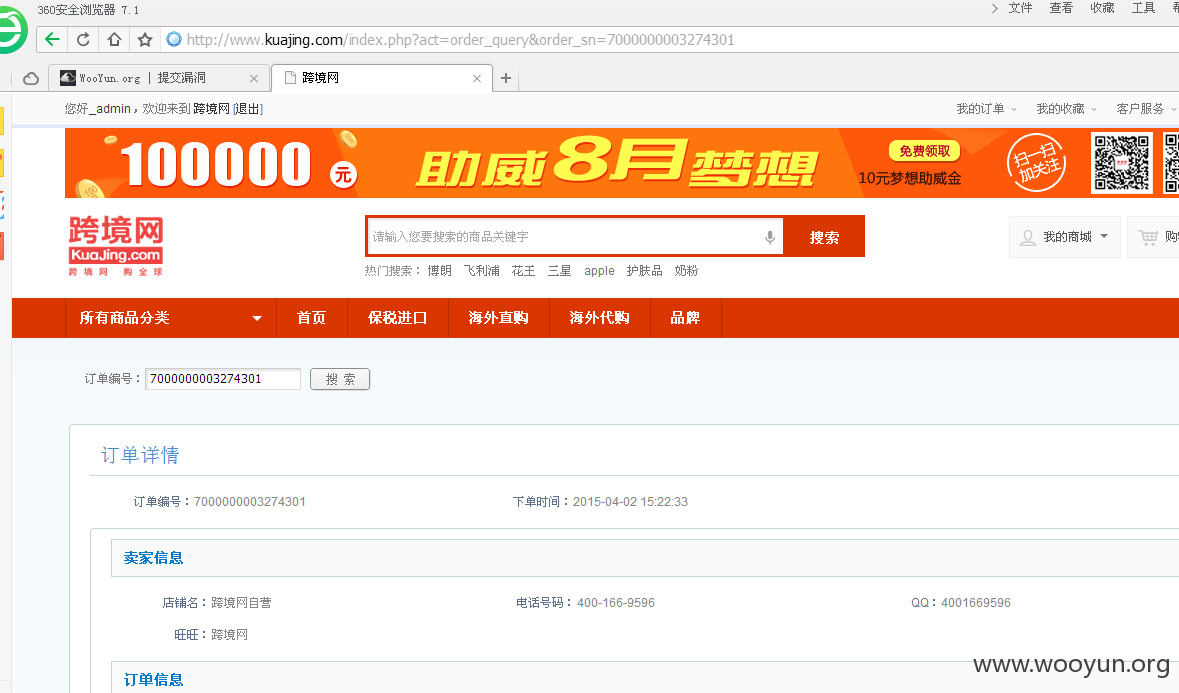 360安全浏览器 7.1
文件 查看 收藏 工具
http://www.kuajing.com/index.php?act=order_query&order_sn=7000000003274301
WooYun.org | 提交漏洞
跨境网
您好_admin，欢迎来到 跨境网 [退出]
我的订单 我的收藏 客户服务
100000元
助威8月梦想
免费领取
10元梦想助威金
扫一扫
加关注
100
跨境网
KuaJing.com
跨境网 购全球
请输入您要搜索的商品关键字
搜索
我的商城
热门搜索： 博朗 飞利浦 花王 三星 apple 护肤品 奶粉
所有商品分类 首页 保税进口 海外直购 海外代购 品牌
订单编号： 7000000003274301 搜 索
订单详情
订单编号：7000000003274301 下单时间：2015-04-02 15:22:33
卖家信息
店铺名：跨境网自营 电话号码：400-166-9596 QQ：4001669596
旺旺：跨境网
订单信息
www.wooyun.org